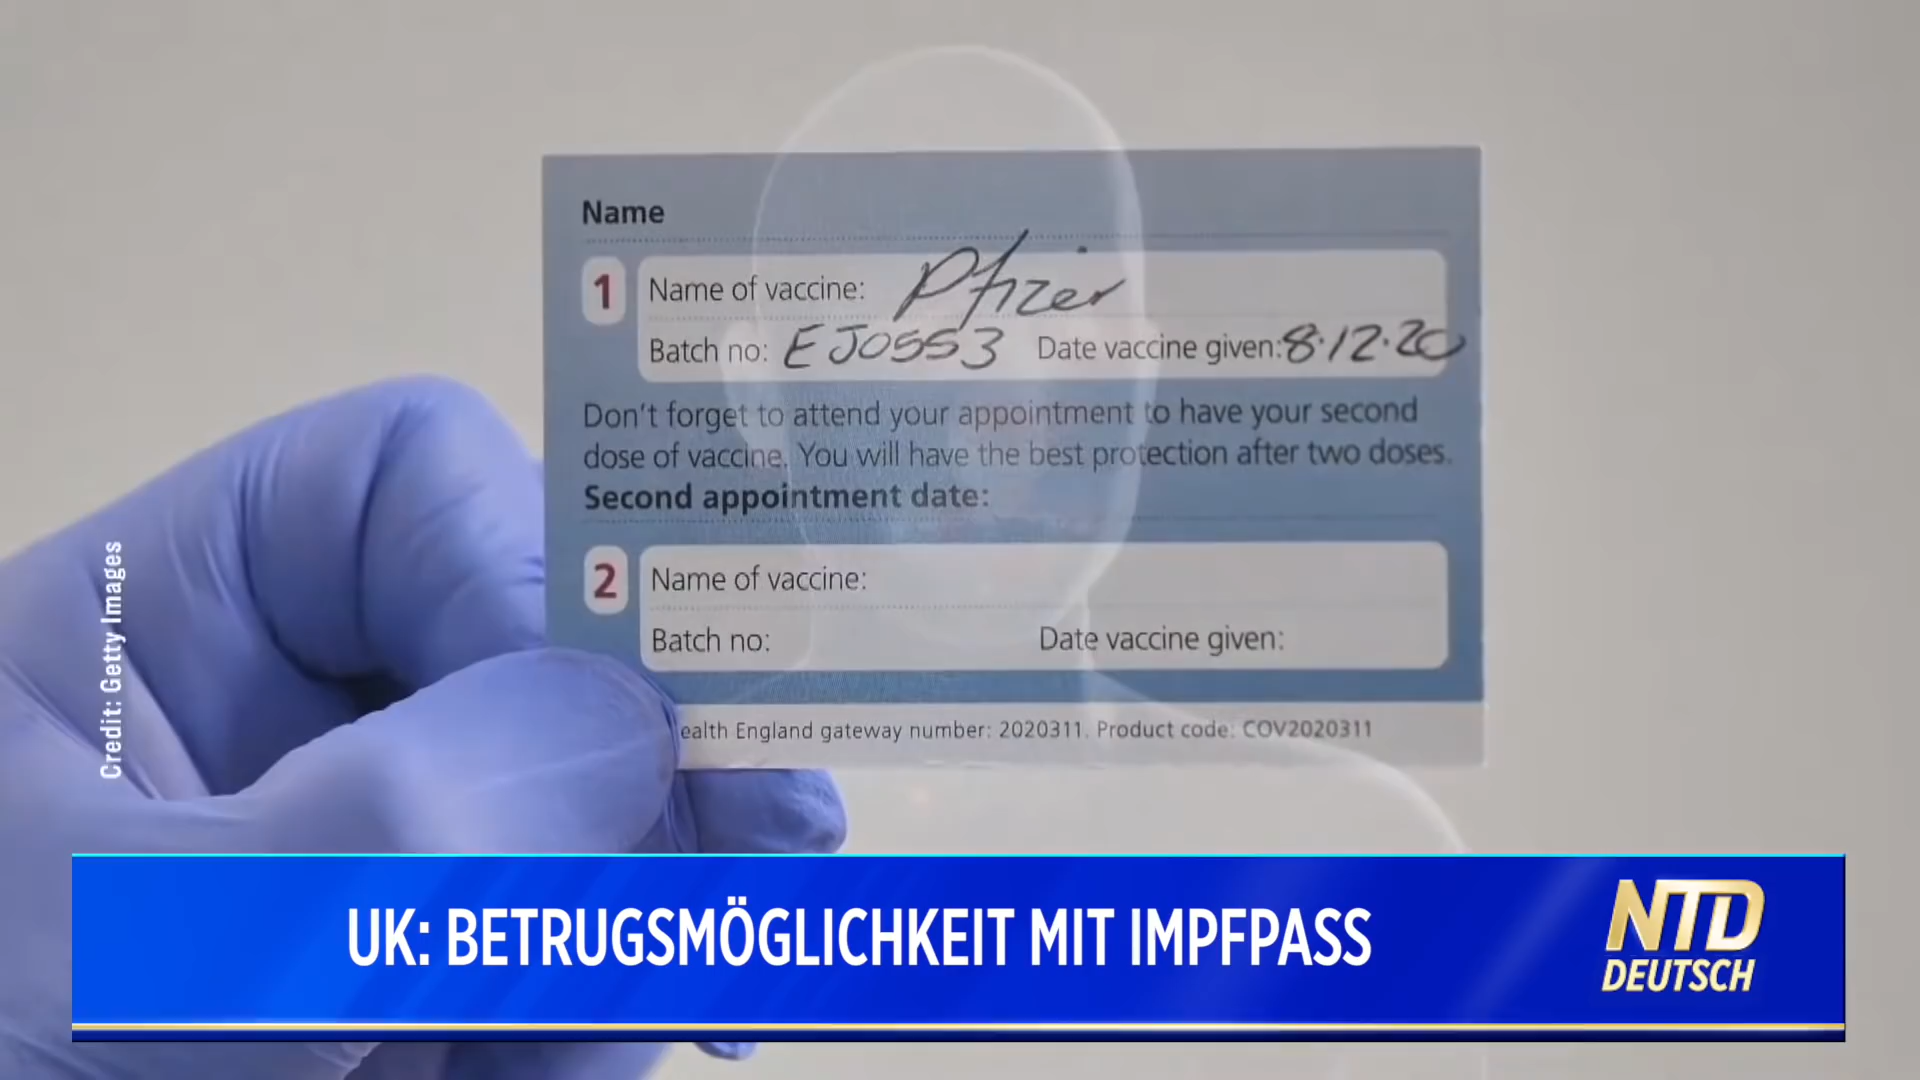 Name
1
Name of vaccine: Pfizer
Batch no: EJ0553 Date vaccine given: 8.12.20
Don't forget to attend your appointment to have your second
dose of vaccine. You will have the best protection after two doses.
Second appointment date:
2
Name of vaccine:
Batch no: Date vaccine given:
ealth England gateway number: 2020311. Product code: COV2020311
Credit: Getty Images
UK: BETRUGSMÖGLICHKEIT MIT IMPFPASS
NTD
DEUTSCH